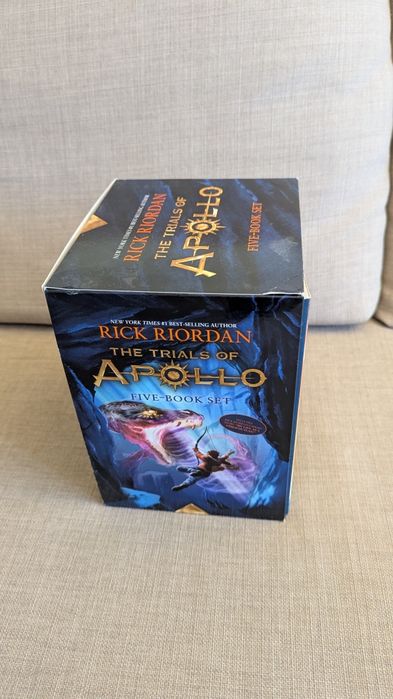 NEW YORK TIMES #1 BEST-SELLING AUTHOR
RICK RIORDAN
THE TRIALS OF
APOLLO
FIVE-BOOK SET
NEW YORK TIMES #1 BEST-SELLING AUTHOR
RICK RIORDAN
THE TRIALS OF
APOLLO
FIVE-BOOK SET